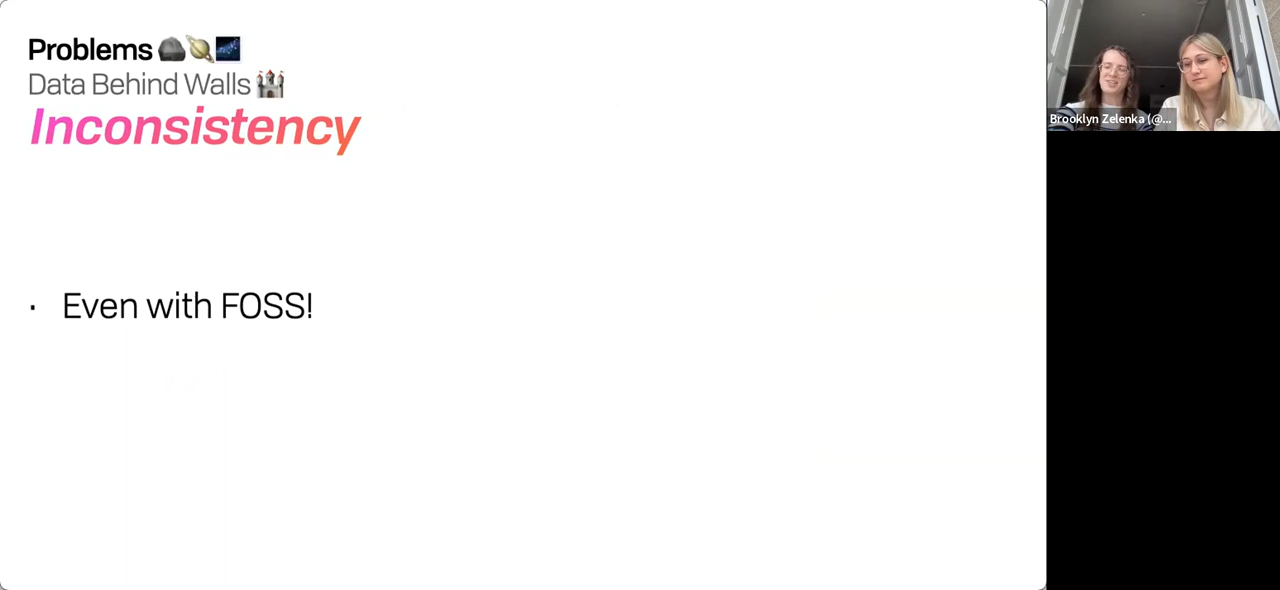 Problems 🪨🪐🌌
Data Behind Walls 🏰
Inconsistency
· Even with FOSS!
Brooklyn Zelenka (@...